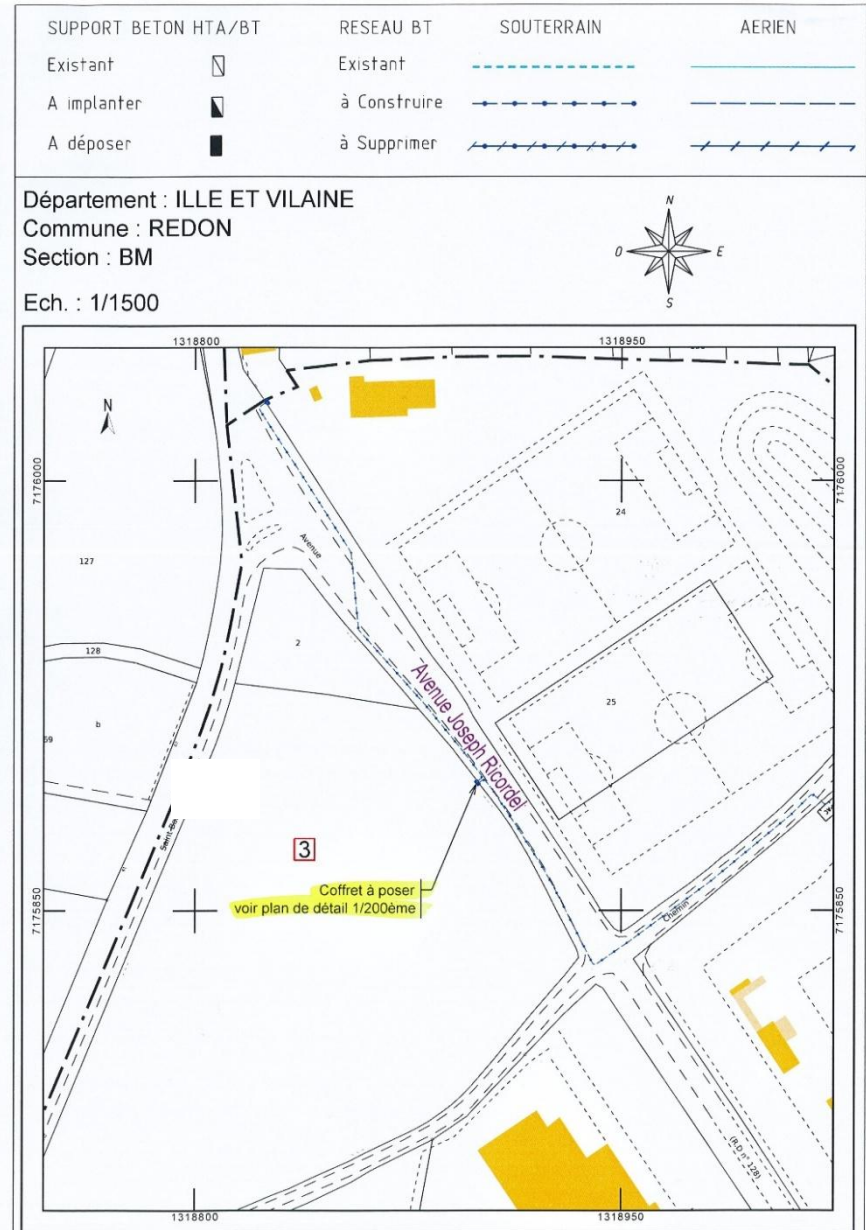 SUPPORT BETON HTA/BT RESEAU BT SOUTERRAIN AERIEN
Existant Existant
A implanter à Construire
A déposer à Supprimer
Département : ILLE ET VILAINE
Commune : REDON
Section : BM
Ech. : 1/1500
N
O E
S
1318800 1318950
N
7176000 7176000
24
Avenue
127
2
128
Avenue Joseph Ricordel
25
b
59
3
Coffret à poser
voir plan de détail 1/200ème
7175850 7175850
Chemin
(R.D n° 128)
1318800 1318950